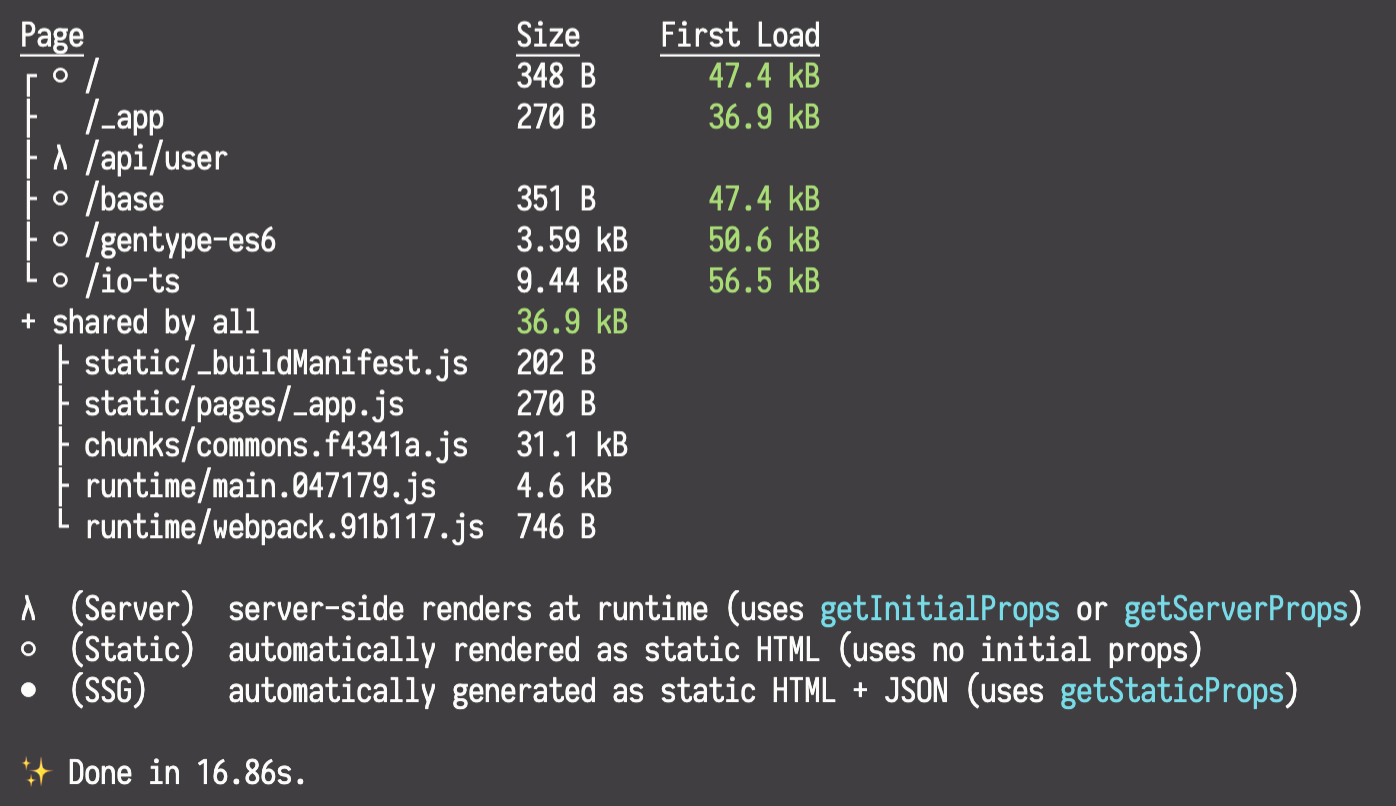 Page Size First Load
┌ ○ / 348 B 47.4 kB
├ /_app 270 B 36.9 kB
├ λ /api/user
├ ○ /base 351 B 47.4 kB
├ ○ /gentype-es6 3.59 kB 50.6 kB
└ ○ /io-ts 9.44 kB 56.5 kB
+ shared by all 36.9 kB
├ static/_buildManifest.js 202 B
├ static/pages/_app.js 270 B
├ chunks/commons.f4341a.js 31.1 kB
├ runtime/main.047179.js 4.6 kB
└ runtime/webpack.91b117.js 746 B
λ (Server) server-side renders at runtime (uses getInitialProps or getServerProps)
○ (Static) automatically rendered as static HTML (uses no initial props)
● (SSG) automatically generated as static HTML + JSON (uses getStaticProps)
✨ Done in 16.86s.